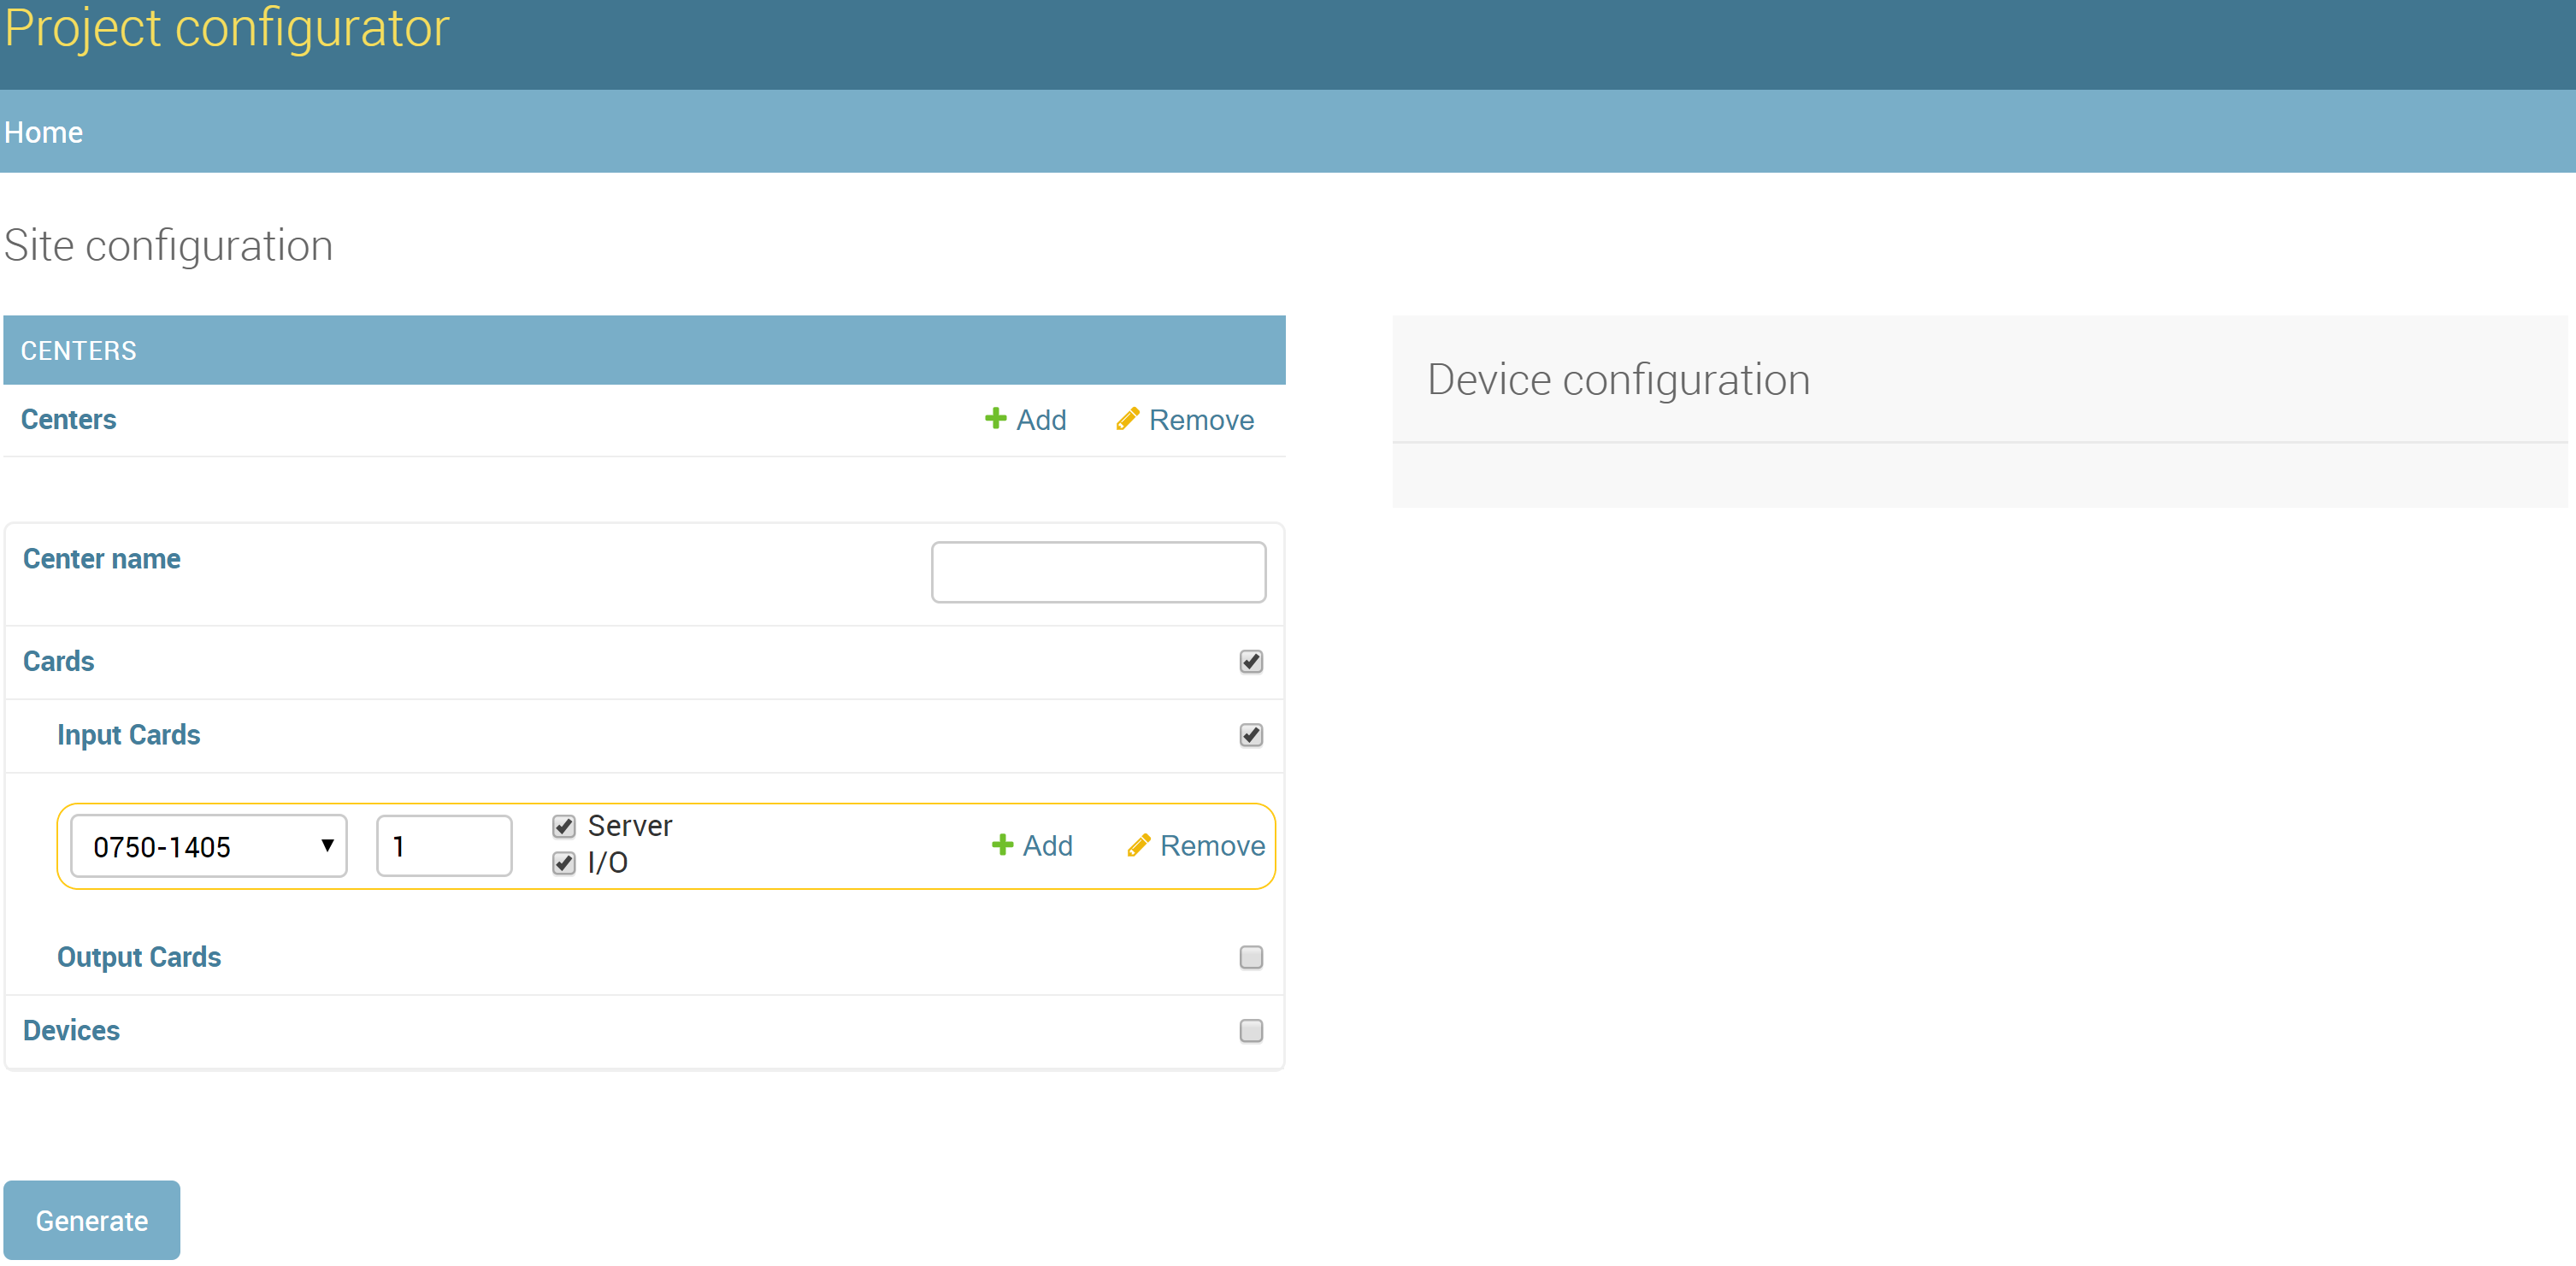 Project configurator
Home
Site configuration
CENTERS
Centers Add Remove
Device configuration
Center name
Cards
Input Cards
0750-1405 1 Server Add Remove
I/O
Output Cards
Devices
Generate